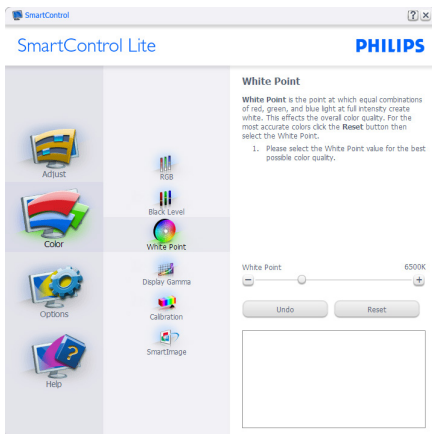 SmartControl
SmartControl Lite
PHILIPS
Adjust
Color
Options
Help
RGB
Black Level
White Point
Display Gamma
Calibration
SmartImage
White Point
White Point is the point at which equal combinations
of red, green, and blue light at full intensity create
white. This effects the overall color quality. For the
most accurate colors click the Reset button then
select the White Point.
1. Please select the White Point value for the best
possible color quality.
White Point 6500K
Undo Reset